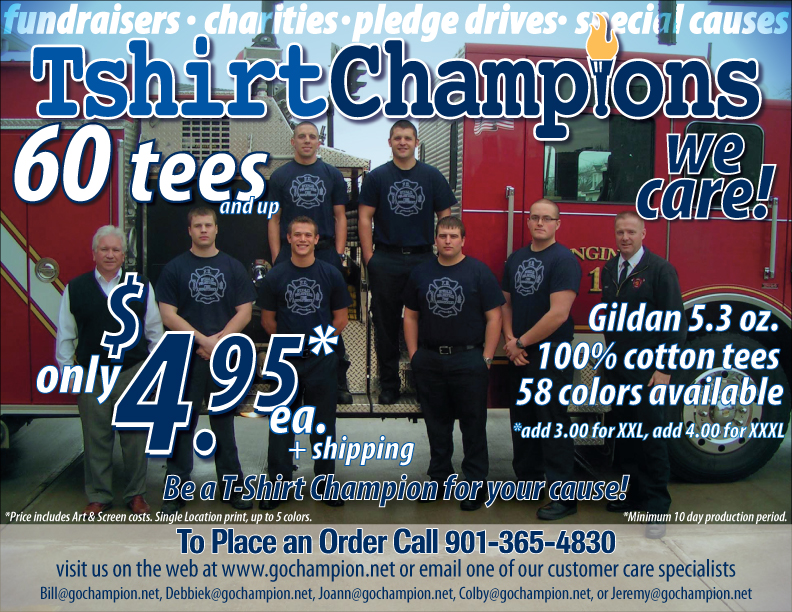 fundraisers • charities • pledge drives • special causes
TshirtChampions
60 tees
and up
we
care!
ENGINE
1
only $4.95* ea.
+ shipping
Gildan 5.3 oz.
100% cotton tees
58 colors available
*add 3.00 for XXL, add 4.00 for XXXL
Be a T-Shirt Champion for your cause!
*Price includes Art & Screen costs. Single Location print, up to 5 colors.
*Minimum 10 day production period.
To Place an Order Call 901-365-4830
visit us on the web at www.gochampion.net or email one of our customer care specialists
Bill@gochampion.net, Debbiek@gochampion.net, Joann@gochampion.net, Colby@gochampion.net, or Jeremy@gochampion.net